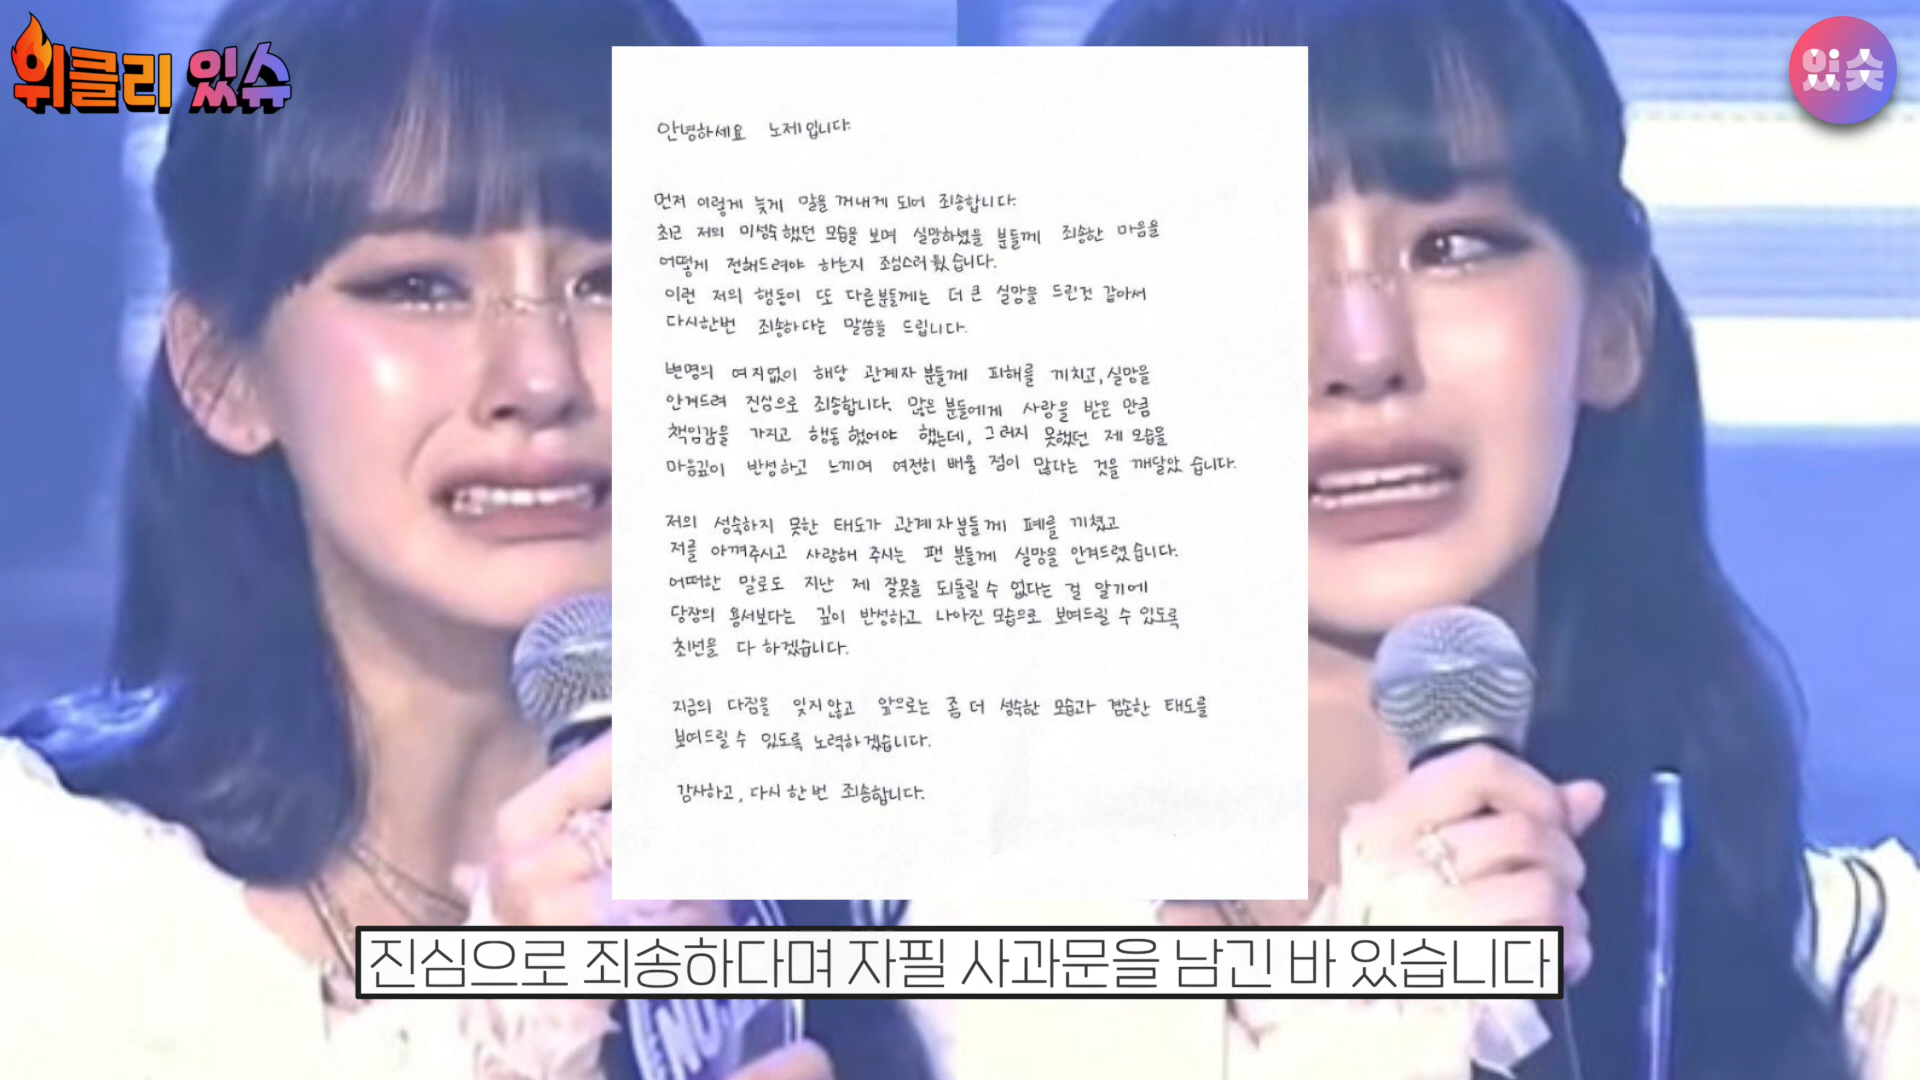 위클리 있슈
있슛
안녕하세요 노제입니다.
먼저 이렇게 늦게 말을 꺼내게 되어 죄송합니다.
최근 저의 미성숙했던 모습을 보며 실망하셨을 분들께 죄송한 마음을
어떻게 전해드려야 하는지 조심스러웠습니다.
이런 저의 행동이 또 다른분들께는 더 큰 실망을 드린것 같아서
다시한번 죄송하다는 말씀을 드립니다.
변명의 여지없이 해당 관계자 분들께 피해를 끼치고, 실망을
안겨드려 진심으로 죄송합니다. 많은 분들에게 사랑을 받은 만큼
책임감을 가지고 행동 했어야 했는데, 그러지 못했던 제 모습을
마음깊이 반성하고 느끼며 여전히 배울 점이 많다는 것을 깨달았 습니다.
저의 성숙하지 못한 태도가 관계자분들께 폐를 끼쳤고
저를 아껴주시고 사랑해 주시는 팬 분들께 실망을 안겨드렸습니다.
어떠한 말로도 지난 제 잘못을 되돌릴 수 없다는 걸 알기에
당장의 용서보다는 깊이 반성하고 나아진 모습으로 보여드릴 수 있도록
최선을 다 하겠습니다.
지금의 다짐을 잊지않고 앞으로는 좀 더 성숙한 모습과 겸손한 태도를
보여드릴 수 있도록 노력하겠습니다.
감사하고, 다시 한 번 죄송합니다.
진심으로 죄송하다며 자필 사과문을 남긴 바 있습니다